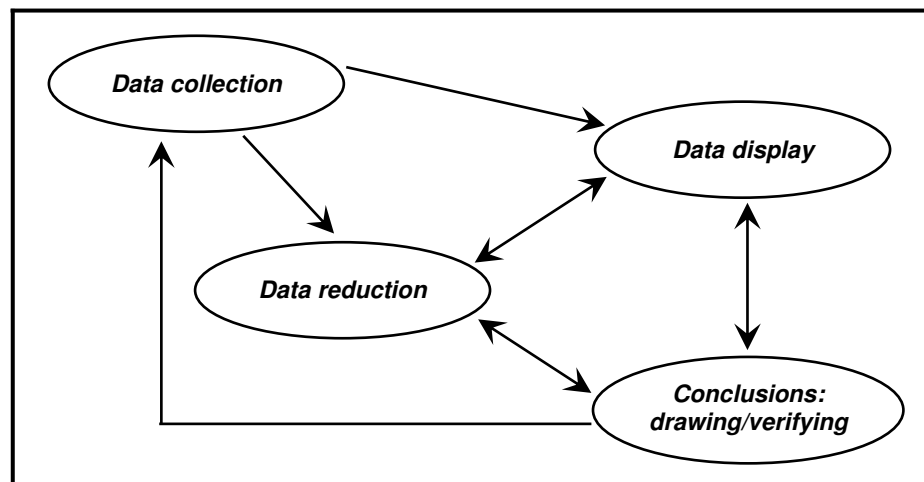 Data collection
Data display
Data reduction
Conclusions:
drawing/verifying